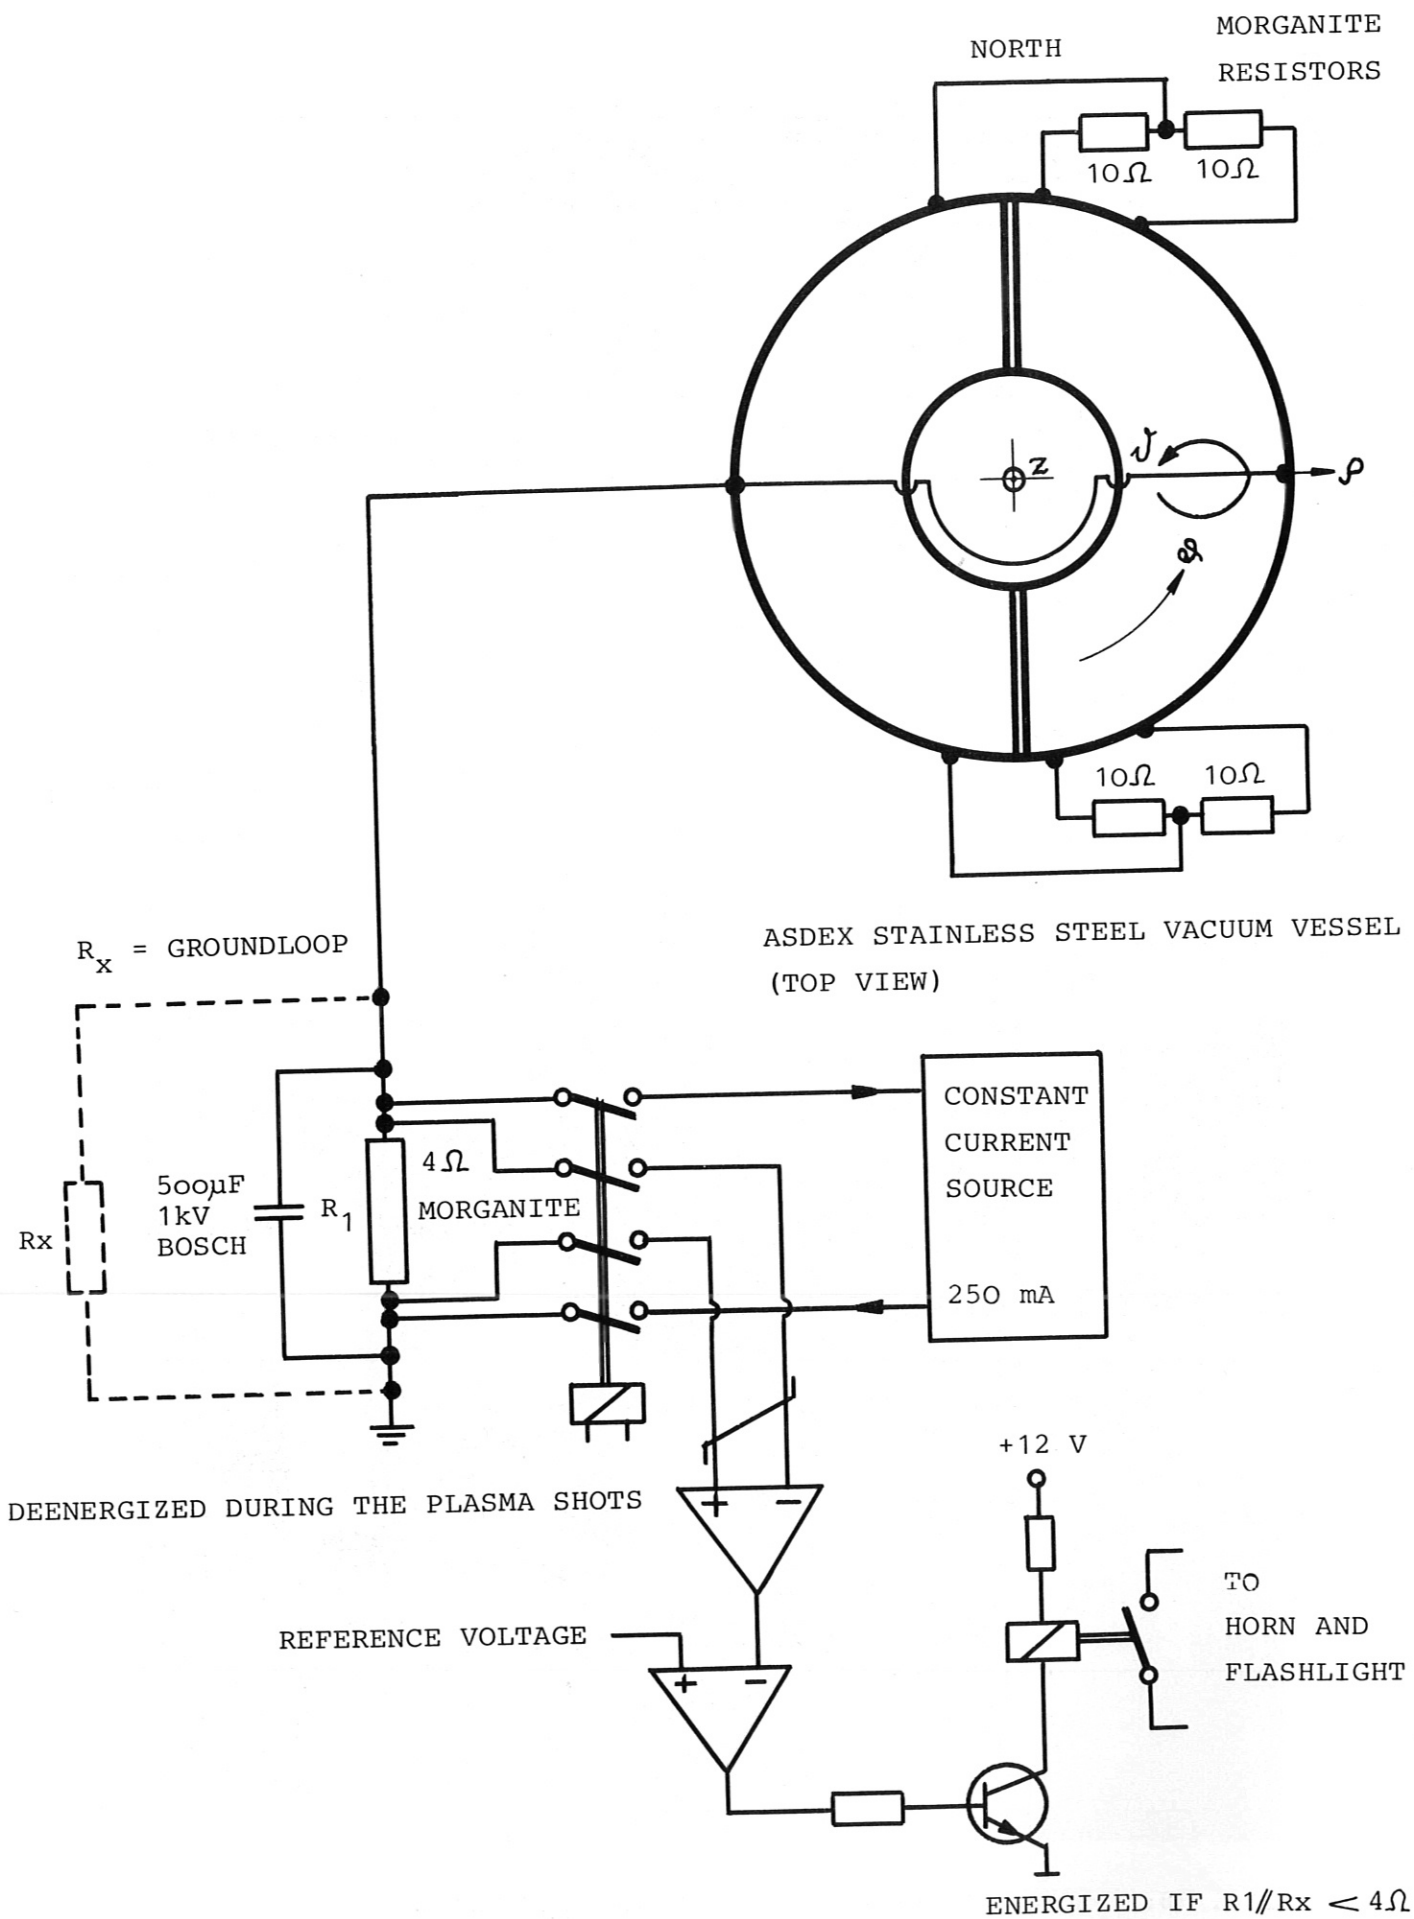 NORTH
MORGANITE
RESISTORS
10Ω
10Ω
z
ϑ
ρ
φ
10Ω
10Ω
ASDEX STAINLESS STEEL VACUUM VESSEL
(TOP VIEW)
Rx = GROUNDLOOP
CONSTANT
CURRENT
SOURCE
250 mA
4Ω
MORGANITE
500µF
1kV
BOSCH
R1
Rx
+12 V
DEENERGIZED DURING THE PLASMA SHOTS
+ −
TO
HORN AND
FLASHLIGHT
REFERENCE VOLTAGE
+ −
ENERGIZED IF R1//Rx < 4Ω